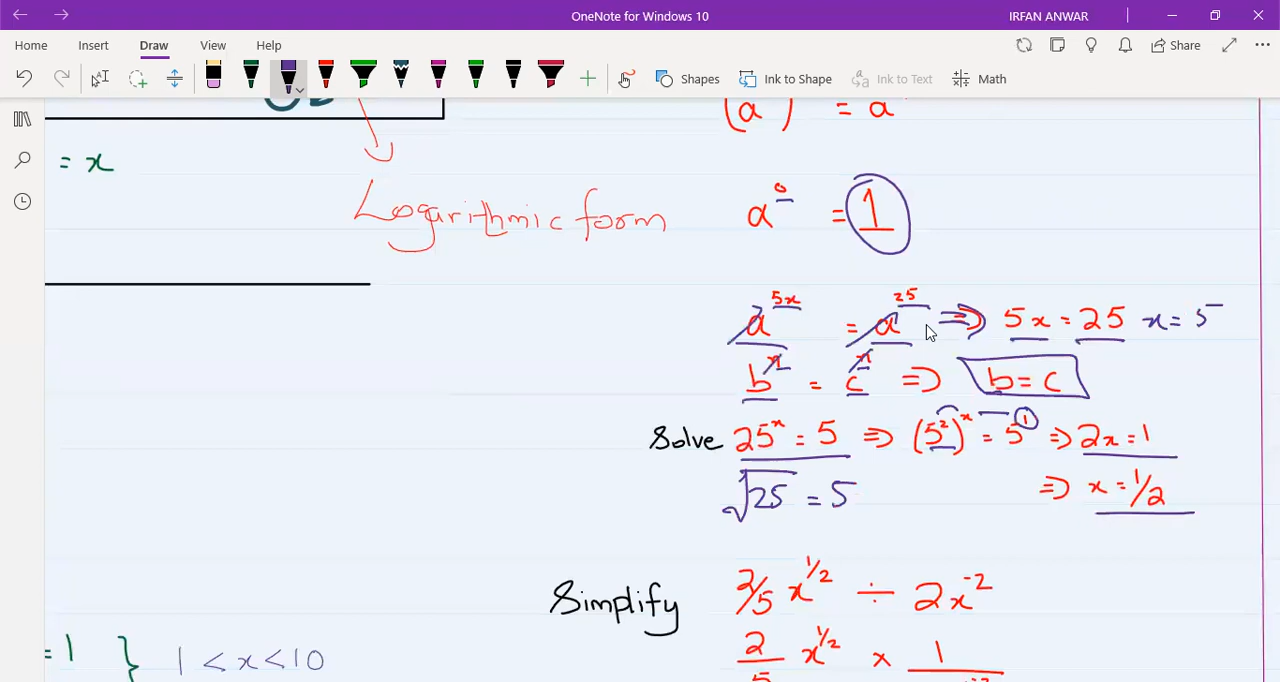 OneNote for Windows 10
IRFAN ANWAR
Home Insert Draw View Help
Share
Shapes Ink to Shape Ink to Text Math
(a ) = a
= x
Logarithmic form
a⁰ = 1
a^5x = a^25 => 5x = 25 x = 5
b^x = c^x => b = c
Solve 25^x = 5 => (5²)^x = 5¹ => 2x = 1
√25 = 5
=> x = 1/2
Simplify 2/5 x^1/2 ÷ 2x^-2
= 1 } 1 < x < 10
2/5 x^1/2 × 1